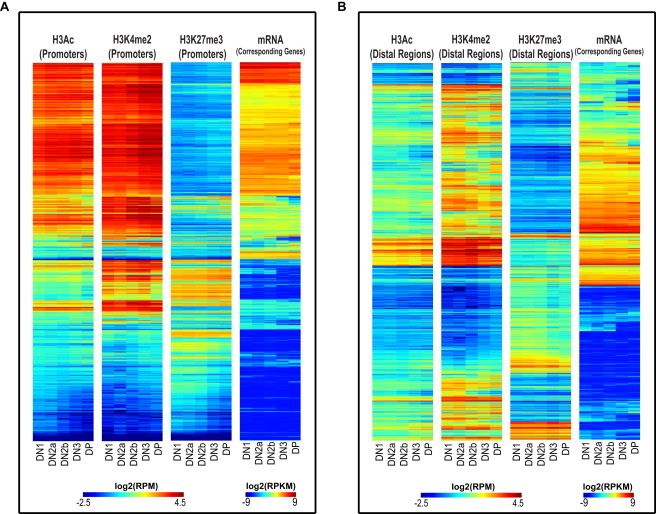 A
H3Ac
(Promoters)
H3K4me2
(Promoters)
H3K27me3
(Promoters)
mRNA
(Corresponding Genes)
DN1
DN2a
DN2b
DN3
DP
DN1
DN2a
DN2b
DN3
DP
DN1
DN2a
DN2b
DN3
DP
DN1
DN2a
DN2b
DN3
DP
log2(RPM)
-2.5 4.5
log2(RPKM)
-9 9
B
H3Ac
(Distal Regions)
H3K4me2
(Distal Regions)
H3K27me3
(Distal Regions)
mRNA
(Corresponding Genes)
DN1
DN2a
DN2b
DN3
DP
DN1
DN2a
DN2b
DN3
DP
DN1
DN2a
DN2b
DN3
DP
DN1
DN2a
DN2b
DN3
DP
log2(RPM)
-2.5 4.5
log2(RPKM)
-9 9